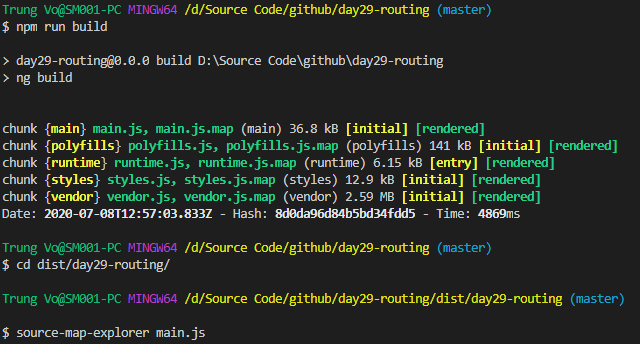 Trung Vo@SM001-PC MINGW64 /d/Source Code/github/day29-routing (master)
$ npm run build
> day29-routing@0.0.0 build D:\Source Code\github\day29-routing
> ng build
chunk {main} main.js, main.js.map (main) 36.8 kB [initial] [rendered]
chunk {polyfills} polyfills.js, polyfills.js.map (polyfills) 141 kB [initial] [rendered]
chunk {runtime} runtime.js, runtime.js.map (runtime) 6.15 kB [entry] [rendered]
chunk {styles} styles.js, styles.js.map (styles) 12.9 kB [initial] [rendered]
chunk {vendor} vendor.js, vendor.js.map (vendor) 2.59 MB [initial] [rendered]
Date: 2020-07-08T12:57:03.833Z - Hash: 8d0da96d84b5bd34fdd5 - Time: 4869ms
Trung Vo@SM001-PC MINGW64 /d/Source Code/github/day29-routing (master)
$ cd dist/day29-routing/
Trung Vo@SM001-PC MINGW64 /d/Source Code/github/day29-routing/dist/day29-routing (master)
$ source-map-explorer main.js